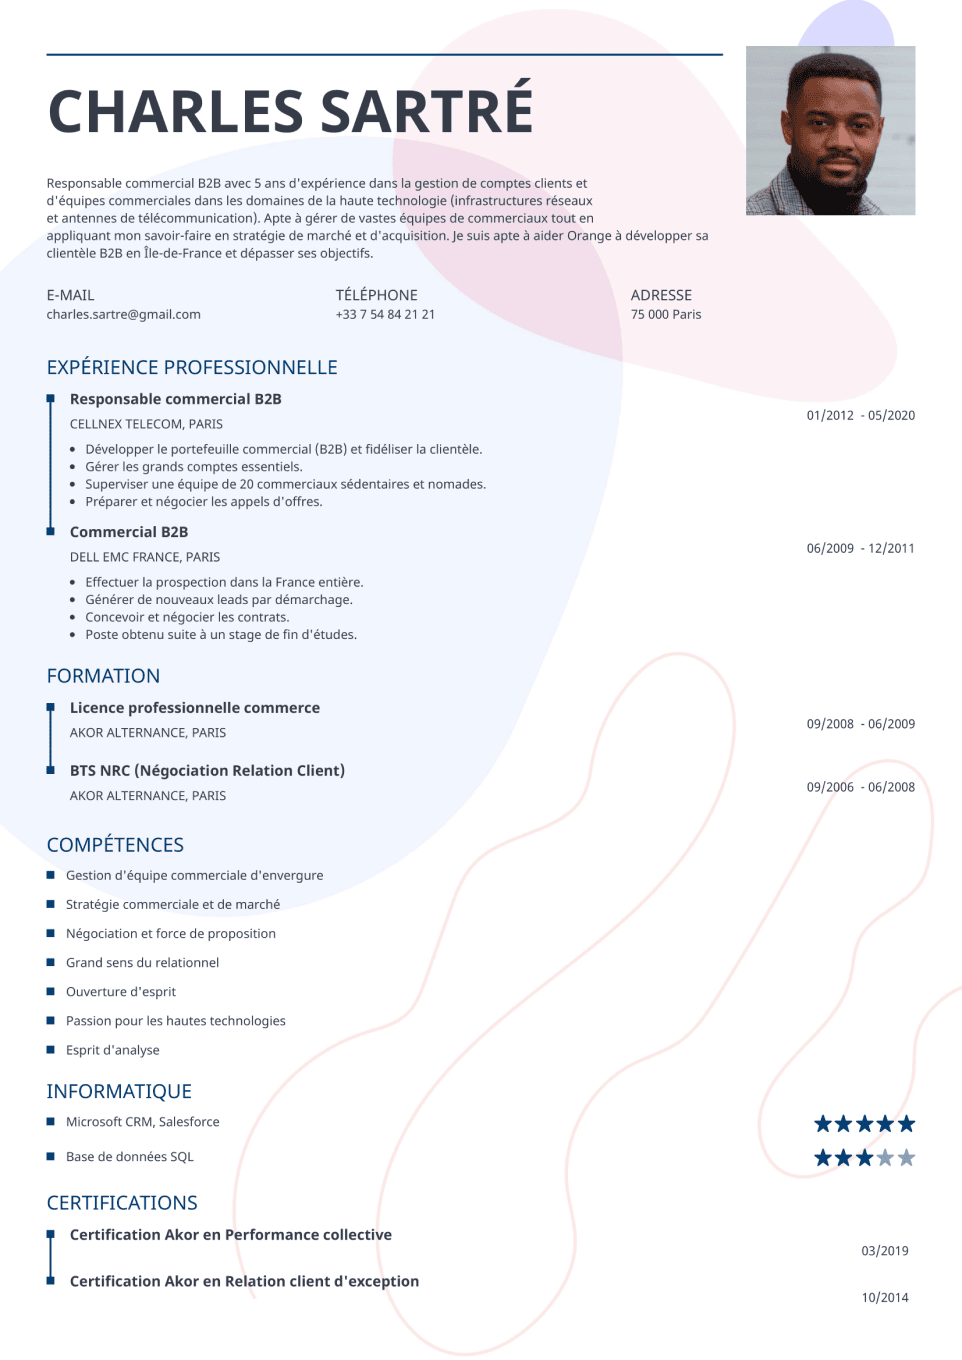 CHARLES SARTRÉ
Responsable commercial B2B avec 5 ans d'expérience dans la gestion de comptes clients et
d'équipes commerciales dans les domaines de la haute technologie (infrastructures réseaux
et antennes de télécommunication). Apte à gérer de vastes équipes de commerciaux tout en
appliquant mon savoir-faire en stratégie de marché et d'acquisition. Je suis apte à aider Orange à développer sa
clientèle B2B en Île-de-France et dépasser ses objectifs.
E-MAIL
charles.sartre@gmail.com
TÉLÉPHONE
+33 7 54 84 21 21
ADRESSE
75 000 Paris
EXPÉRIENCE PROFESSIONNELLE
Responsable commercial B2B
01/2012 - 05/2020
CELLNEX TELECOM, PARIS
• Développer le portefeuille commercial (B2B) et fidéliser la clientèle.
• Gérer les grands comptes essentiels.
• Superviser une équipe de 20 commerciaux sédentaires et nomades.
• Préparer et négocier les appels d'offres.
Commercial B2B
06/2009 - 12/2011
DELL EMC FRANCE, PARIS
• Effectuer la prospection dans la France entière.
• Générer de nouveaux leads par démarchage.
• Concevoir et négocier les contrats.
• Poste obtenu suite à un stage de fin d'études.
FORMATION
Licence professionnelle commerce
09/2008 - 06/2009
AKOR ALTERNANCE, PARIS
BTS NRC (Négociation Relation Client)
09/2006 - 06/2008
AKOR ALTERNANCE, PARIS
COMPÉTENCES
Gestion d'équipe commerciale d'envergure
Stratégie commerciale et de marché
Négociation et force de proposition
Grand sens du relationnel
Ouverture d'esprit
Passion pour les hautes technologies
Esprit d'analyse
INFORMATIQUE
Microsoft CRM, Salesforce
Base de données SQL
CERTIFICATIONS
Certification Akor en Performance collective
03/2019
Certification Akor en Relation client d'exception
10/2014